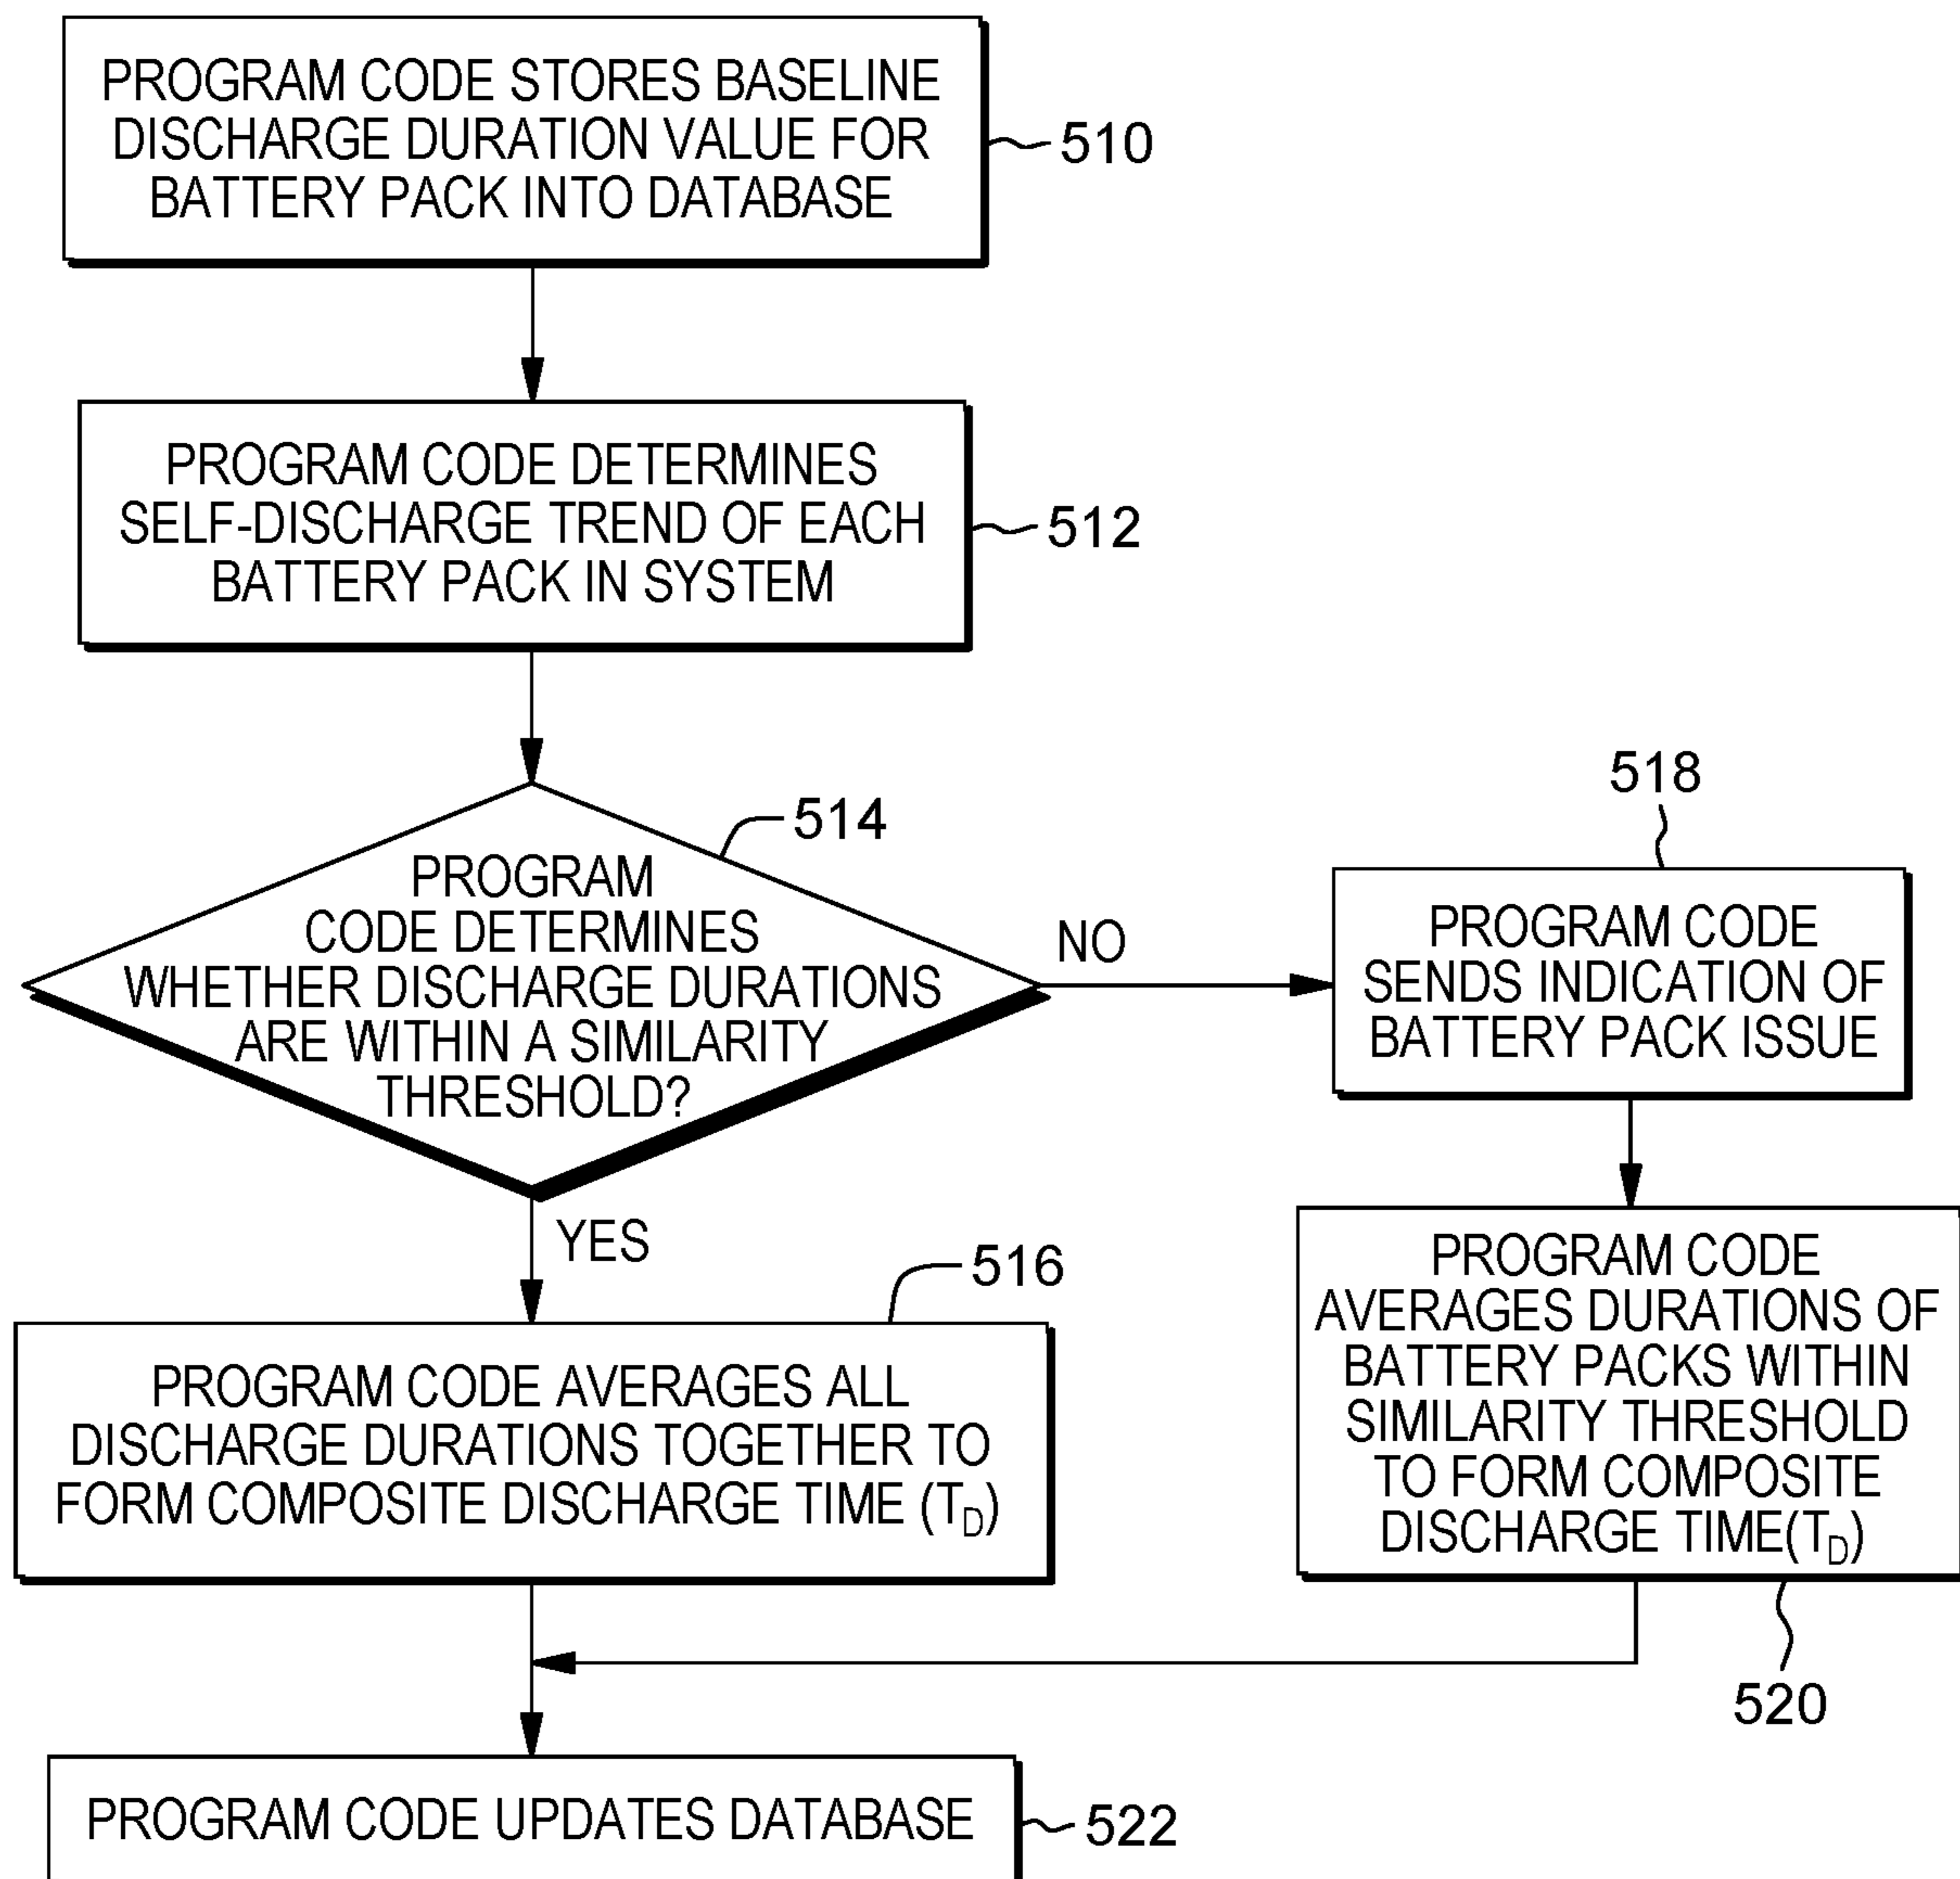 PROGRAM CODE STORES BASELINE
DISCHARGE DURATION VALUE FOR
BATTERY PACK INTO DATABASE
510
PROGRAM CODE DETERMINES
SELF-DISCHARGE TREND OF EACH
BATTERY PACK IN SYSTEM
512
514
PROGRAM
CODE DETERMINES
WHETHER DISCHARGE DURATIONS
ARE WITHIN A SIMILARITY
THRESHOLD?
NO
518
PROGRAM CODE
SENDS INDICATION OF
BATTERY PACK ISSUE
YES
516
PROGRAM CODE AVERAGES ALL
DISCHARGE DURATIONS TOGETHER TO
FORM COMPOSITE DISCHARGE TIME (TD)
PROGRAM CODE
AVERAGES DURATIONS OF
BATTERY PACKS WITHIN
SIMILARITY THRESHOLD
TO FORM COMPOSITE
DISCHARGE TIME(TD)
520
PROGRAM CODE UPDATES DATABASE
522